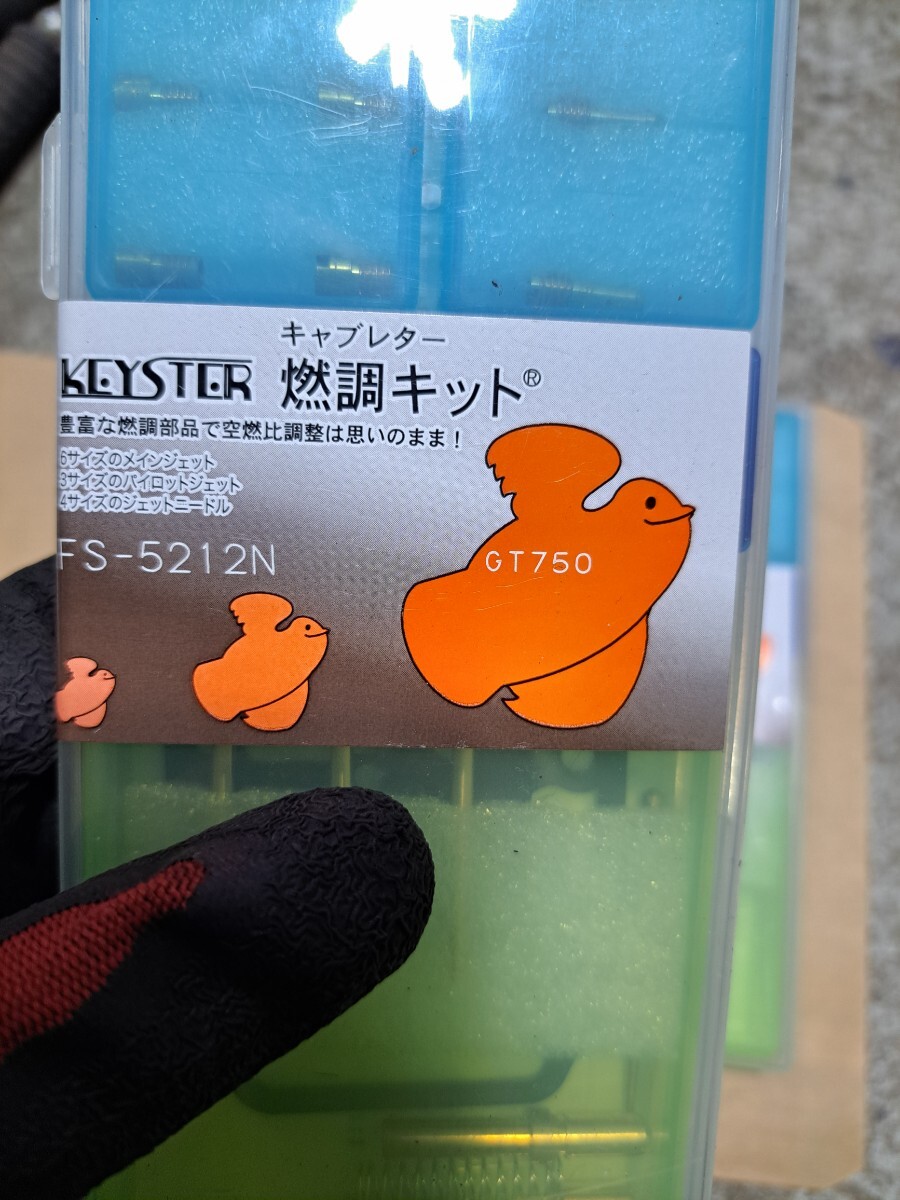 キャブレター
KEYSTER 燃調キット®
豊富な燃調部品で空燃比調整は思いのまま!
6サイズのメインジェット
3サイズのパイロットジェット
4サイズのジェットニードル
FS-5212N GT750